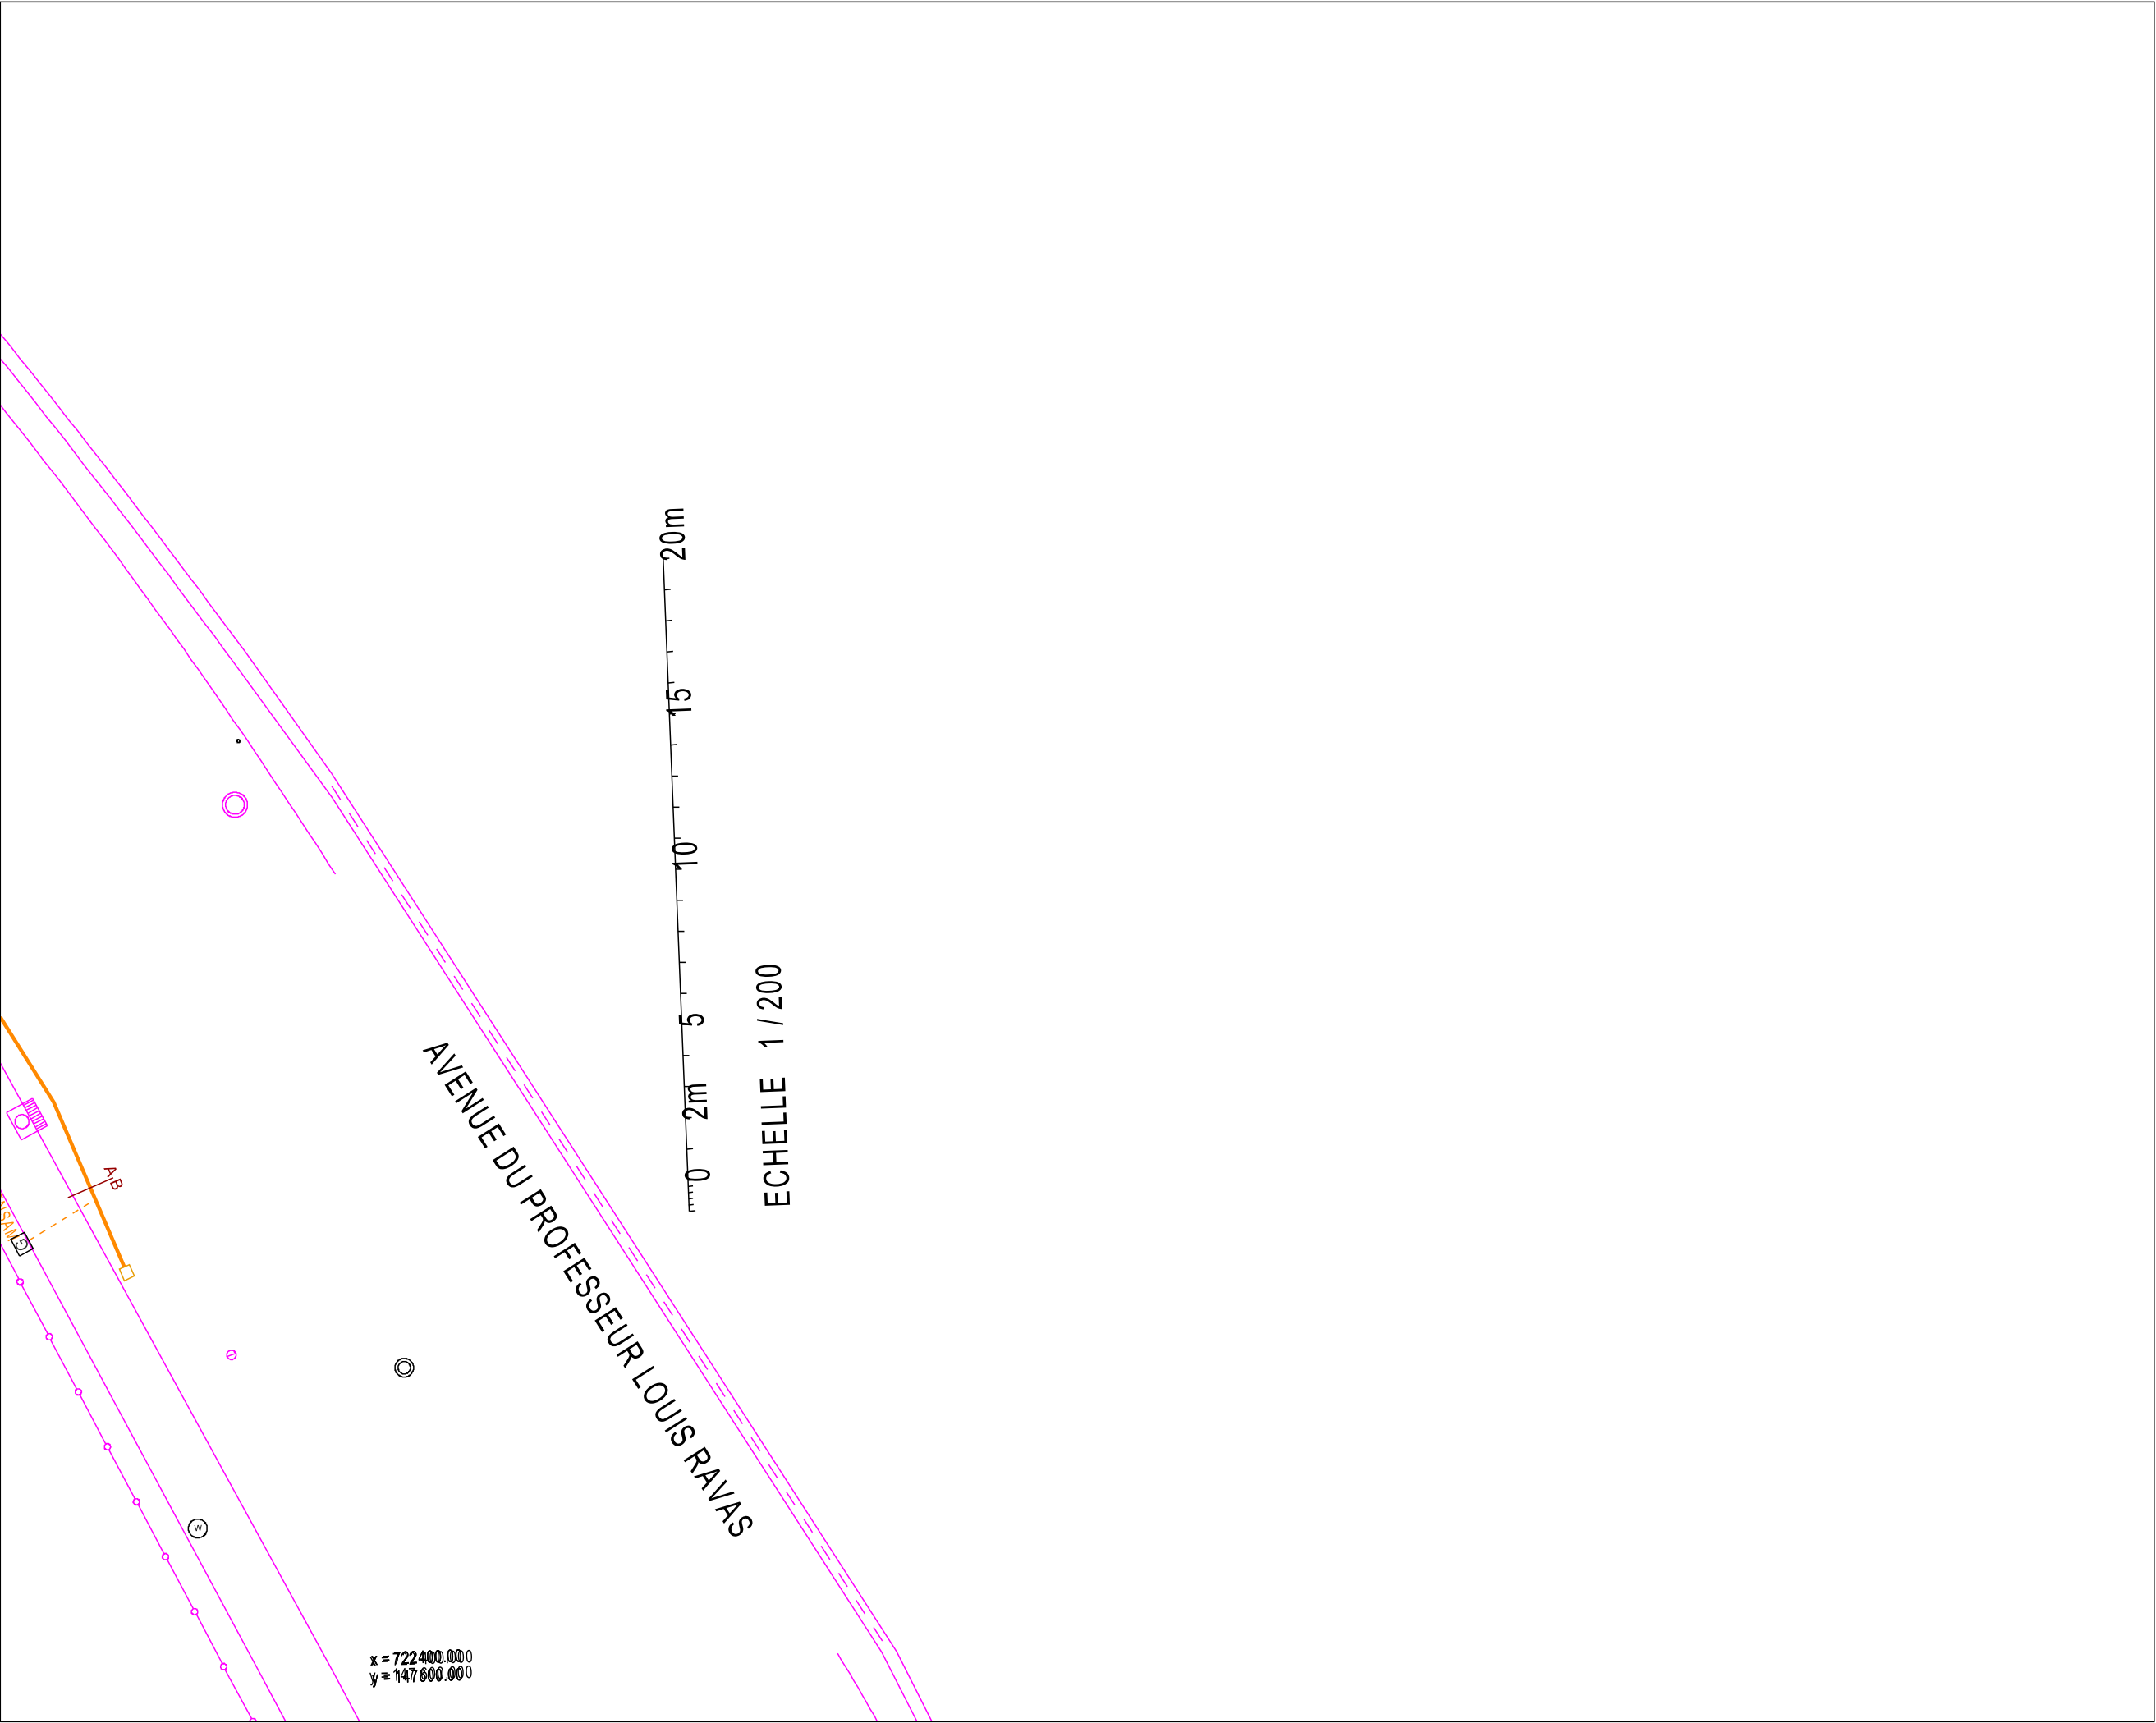 20m
15
10
5
2m
0
ECHELLE 1 / 200
AVENUE DU PROFESSEUR LOUIS RAVAS
A B
G
W
x = 722400.00
y = 147600.00